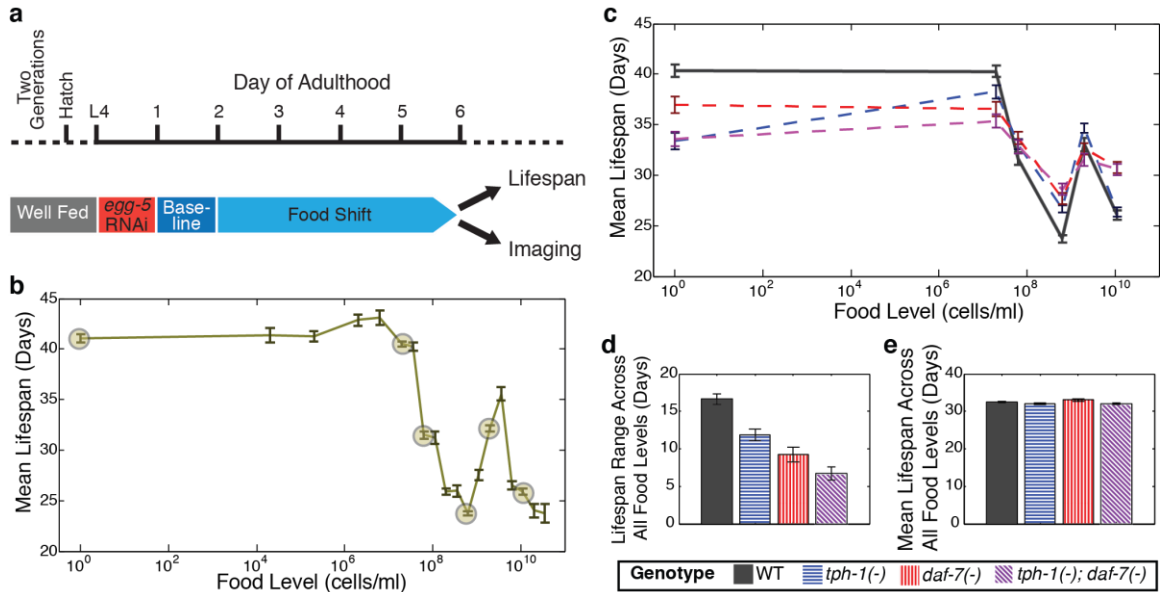 a
Two
Generations
Hatch
Day of Adulthood
L4 1 2 3 4 5 6
Well Fed
egg-5
RNAi
Base-
line
Food Shift
Lifespan
Imaging
b
Mean Lifespan (Days)
45
40
35
30
25
20
10^0 10^2 10^4 10^6 10^8 10^10
Food Level (cells/ml)
c
Mean Lifespan (Days)
45
40
35
30
25
20
10^0 10^2 10^4 10^6 10^8 10^10
Food Level (cells/ml)
d
Lifespan Range Across
All Food Levels (Days)
20
15
10
5
0
e
Mean Lifespan Across
All Food Levels (Days)
40
30
20
10
0
Genotype WT tph-1(-) daf-7(-) tph-1(-); daf-7(-)